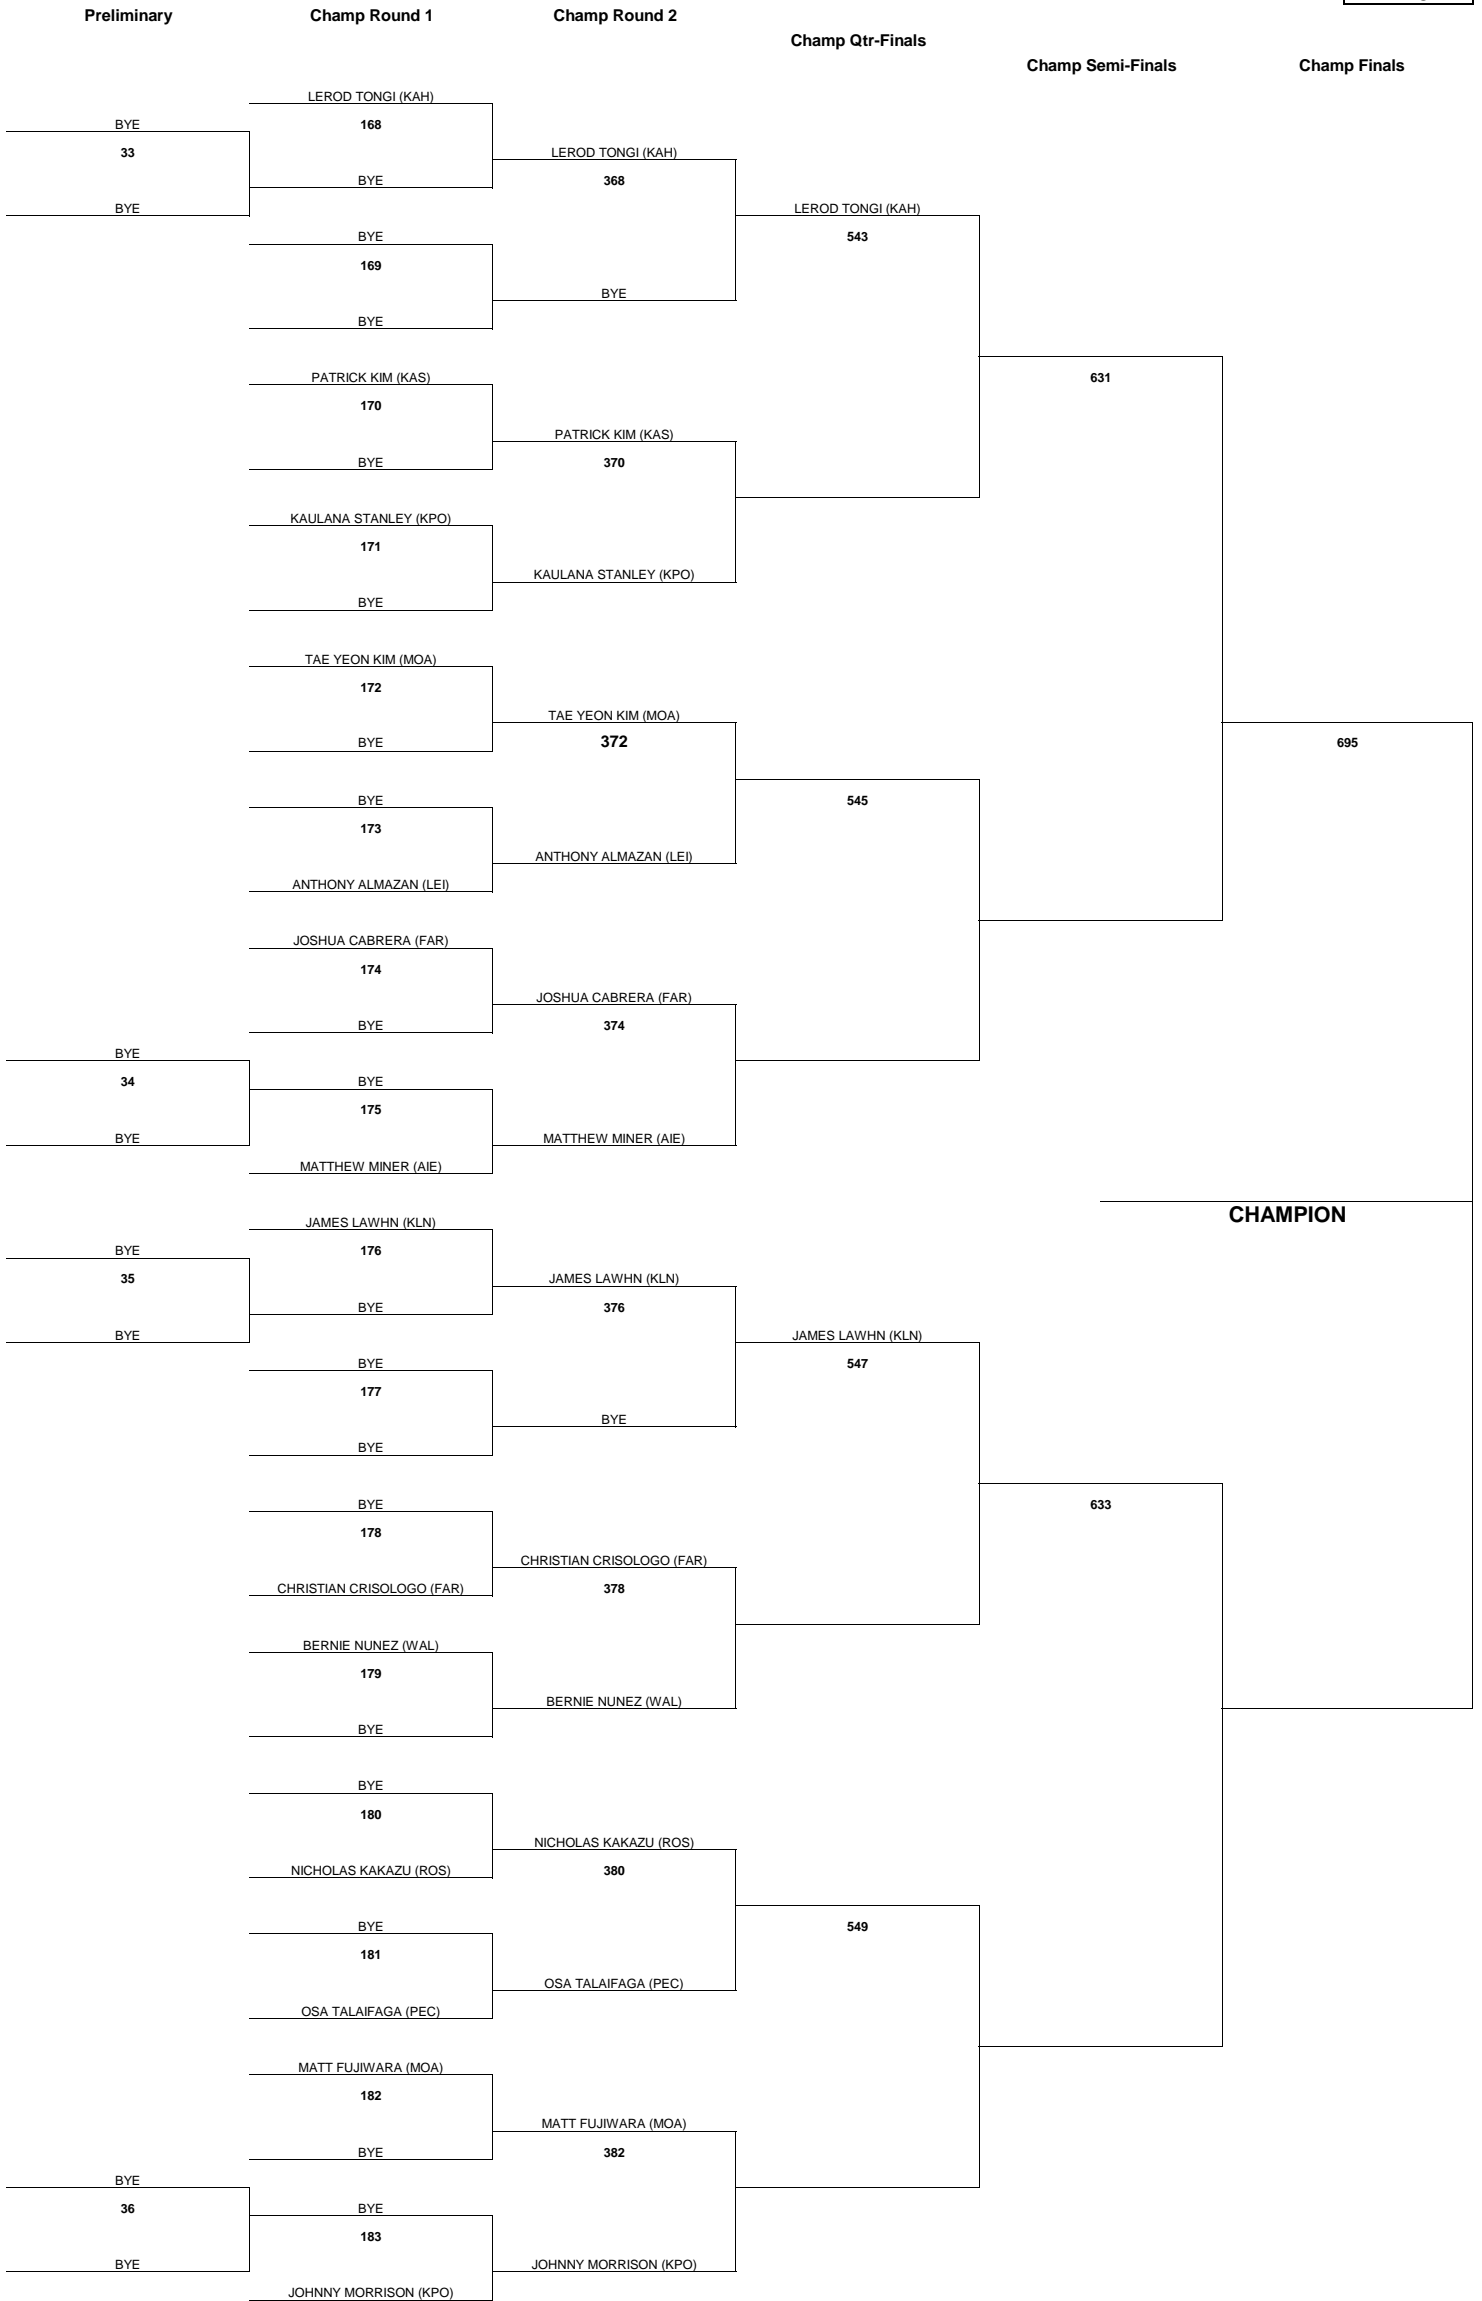 Preliminary
Champ Round 1
Champ Round 2
Champ Qtr-Finals
Champ Semi-Finals
Champ Finals
LEROD TONGI (KAH)
BYE
168
33
LEROD TONGI (KAH)
BYE
368
BYE
LEROD TONGI (KAH)
BYE
543
169
BYE
BYE
PATRICK KIM (KAS)
631
170
PATRICK KIM (KAS)
BYE
370
KAULANA STANLEY (KPO)
171
KAULANA STANLEY (KPO)
BYE
TAE YEON KIM (MOA)
172
TAE YEON KIM (MOA)
BYE
372
695
BYE
545
173
ANTHONY ALMAZAN (LEI)
ANTHONY ALMAZAN (LEI)
JOSHUA CABRERA (FAR)
174
JOSHUA CABRERA (FAR)
BYE
374
BYE
34
BYE
175
BYE
MATTHEW MINER (AIE)
MATTHEW MINER (AIE)
CHAMPION
JAMES LAWHN (KLN)
BYE
176
35
JAMES LAWHN (KLN)
BYE
376
BYE
JAMES LAWHN (KLN)
BYE
547
177
BYE
BYE
BYE
633
178
CHRISTIAN CRISOLOGO (FAR)
CHRISTIAN CRISOLOGO (FAR)
378
BERNIE NUNEZ (WAL)
179
BERNIE NUNEZ (WAL)
BYE
BYE
180
NICHOLAS KAKAZU (ROS)
NICHOLAS KAKAZU (ROS)
380
BYE
549
181
OSA TALAIFAGA (PEC)
OSA TALAIFAGA (PEC)
MATT FUJIWARA (MOA)
182
MATT FUJIWARA (MOA)
BYE
382
BYE
36
BYE
183
BYE
JOHNNY MORRISON (KPO)
JOHNNY MORRISON (KPO)